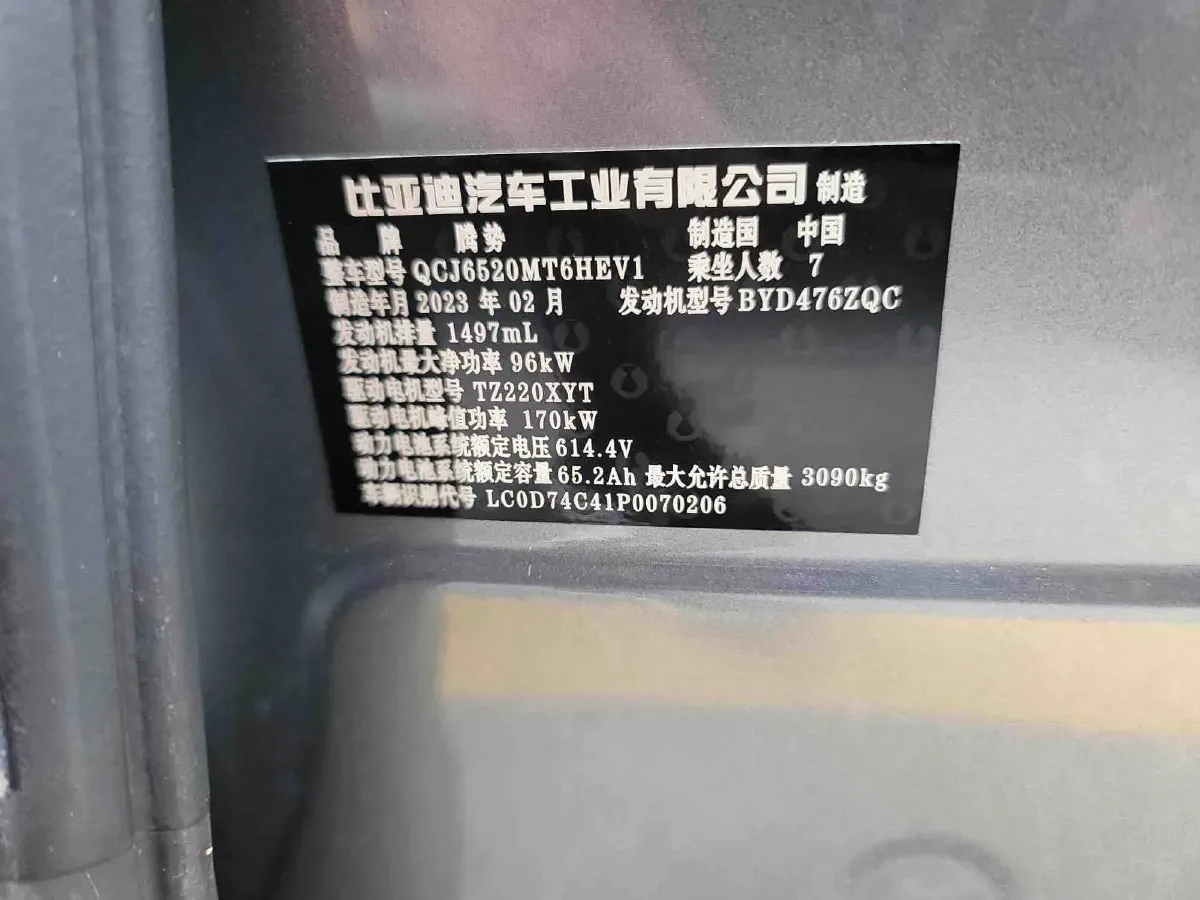 比亚迪汽车工业有限公司 制造
品 牌 腾势 制造国 中国
整车型号 QCJ6520MT6HEV1 乘坐人数 7
制造年月 2023 年 02 月 发动机型号 BYD476ZQC
发动机排量 1497mL
发动机最大净功率 96kW
驱动电机型号 TZ220XYT
驱动电机峰值功率 170kW
动力电池系统额定电压 614.4V
动力电池系统额定容量 65.2Ah 最大允许总质量 3090kg
车辆识别代号 LC0D74C41P0070206